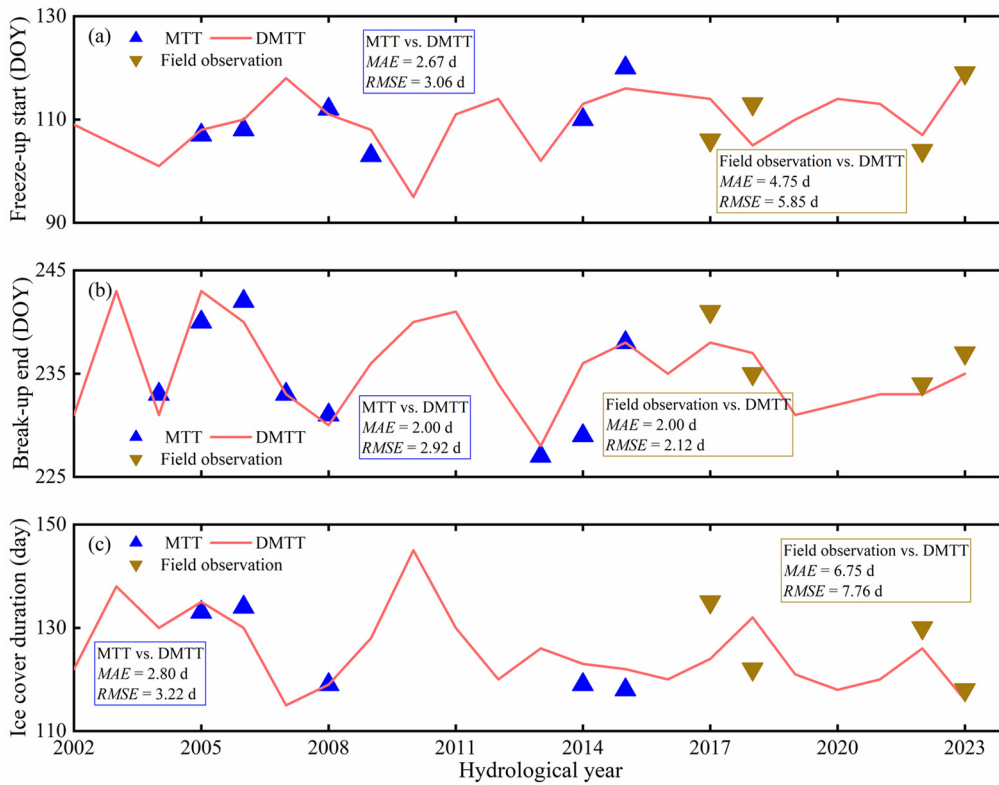 130
(a)
MTT
DMTT
Field observation
MTT vs. DMTT
MAE = 2.67 d
RMSE = 3.06 d
110
Field observation vs. DMTT
MAE = 4.75 d
RMSE = 5.85 d
90
Freeze-up start (DOY)
245
(b)
235
MTT vs. DMTT
MAE = 2.00 d
RMSE = 2.92 d
Field observation vs. DMTT
MAE = 2.00 d
RMSE = 2.12 d
MTT
DMTT
Field observation
225
Break-up end (DOY)
150
(c)
MTT
DMTT
Field observation
Field observation vs. DMTT
MAE = 6.75 d
RMSE = 7.76 d
130
MTT vs. DMTT
MAE = 2.80 d
RMSE = 3.22 d
110
Ice cover duration (day)
2002 2005 2008 2011 2014 2017 2020 2023
Hydrological year